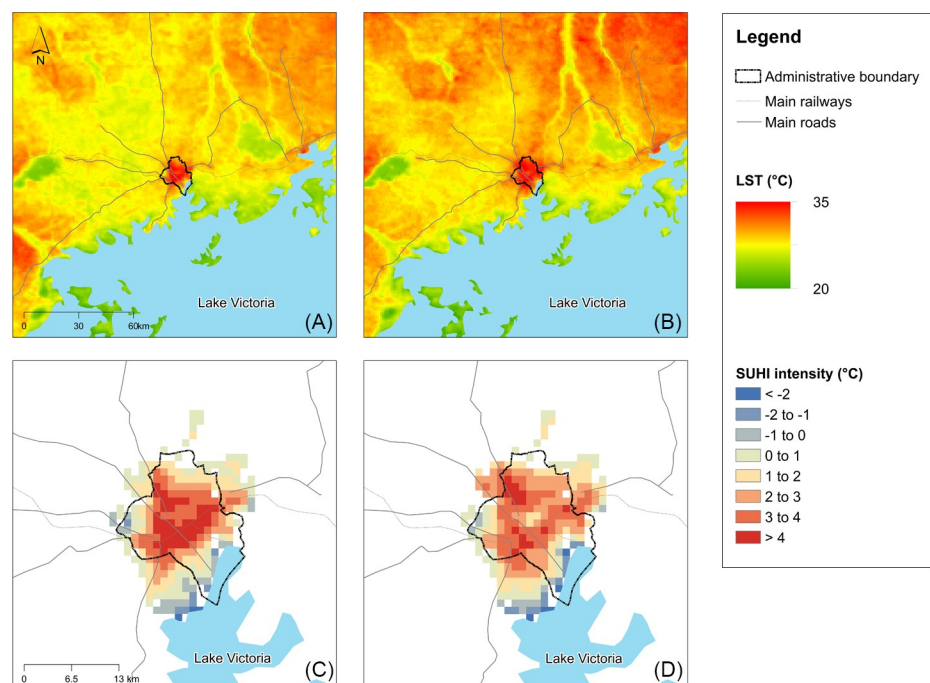 N
0 30 60km
Lake Victoria
(A)
Lake Victoria
(B)
Legend
Administrative boundary
Main railways
Main roads
LST (°C)
35
20
0 6.5 13 km
Lake Victoria
(C)
Lake Victoria
(D)
SUHI intensity (°C)
< -2
-2 to -1
-1 to 0
0 to 1
1 to 2
2 to 3
3 to 4
> 4